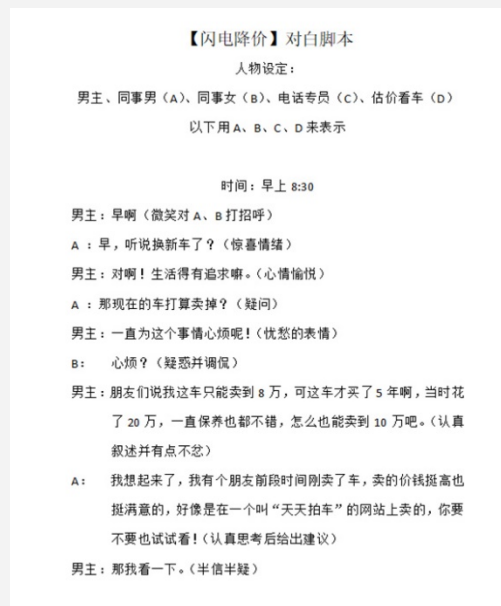 【闪电降价】对白脚本
人物设定：
男主、同事男（A）、同事女（B）、电话专员（C）、估价看车（D）
以下用A、B、C、D来表示
时间：早上 8:30
男主：早啊（微笑对 A、B 打招呼）
A ：早，听说换新车了？（惊喜情绪）
男主：对啊！生活得有追求嘛。（心情愉悦）
A ：那现在的车打算卖掉？（疑问）
男主：一直为这个事情心烦呢！（忧愁的表情）
B： 心烦？（疑惑并调侃）
男主：朋友们说我这车只能卖到 8 万，可这车才买了 5 年啊，当时花
了 20 万，一直保养也都不错，怎么也能卖到 10 万吧。（认真
叙述并有点不忿）
A： 我想起来了，我有个朋友前段时间刚卖了车，卖的价钱挺高也
挺满意的，好像是在一个叫“天天拍车”的网站上卖的，你要
不要也试试看！（认真思考后给出建议）
男主：那我看一下。（半信半疑）